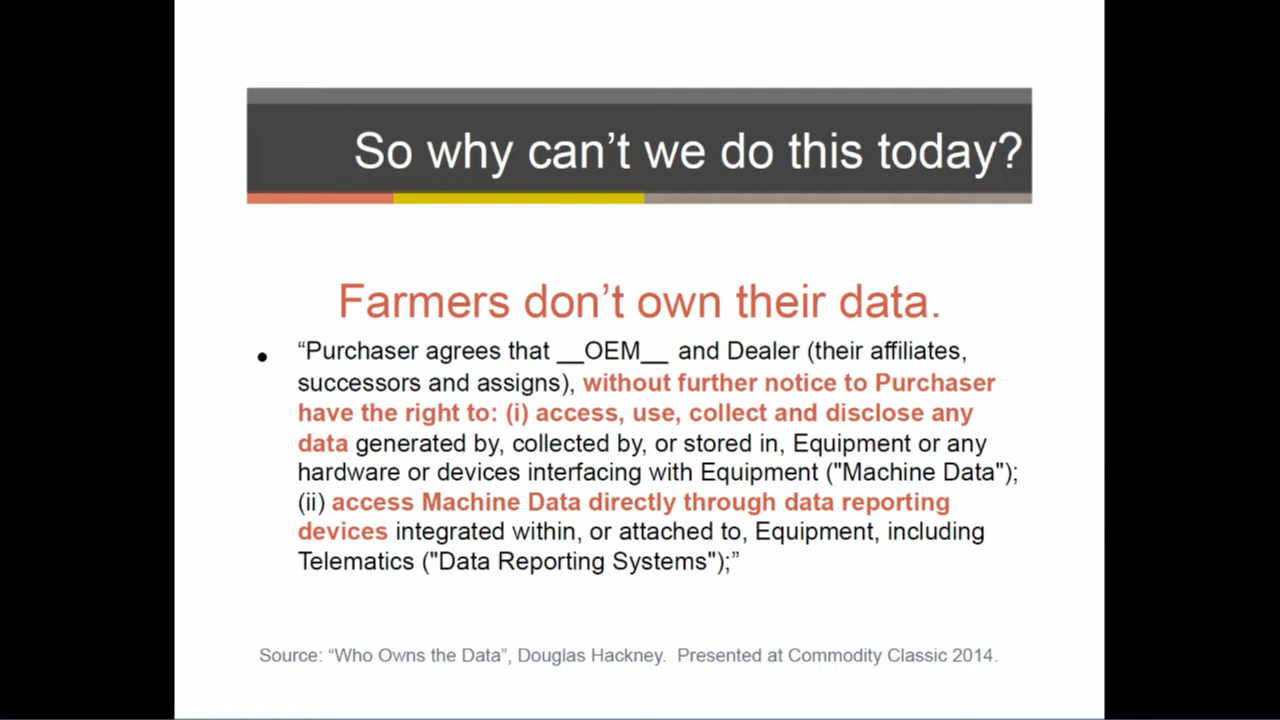 So why can’t we do this today?
Farmers don’t own their data.
• “Purchaser agrees that __OEM__ and Dealer (their affiliates,
successors and assigns), without further notice to Purchaser
have the right to: (i) access, use, collect and disclose any
data generated by, collected by, or stored in, Equipment or any
hardware or devices interfacing with Equipment ("Machine Data");
(ii) access Machine Data directly through data reporting
devices integrated within, or attached to, Equipment, including
Telematics ("Data Reporting Systems");”
Source: “Who Owns the Data”, Douglas Hackney. Presented at Commodity Classic 2014.